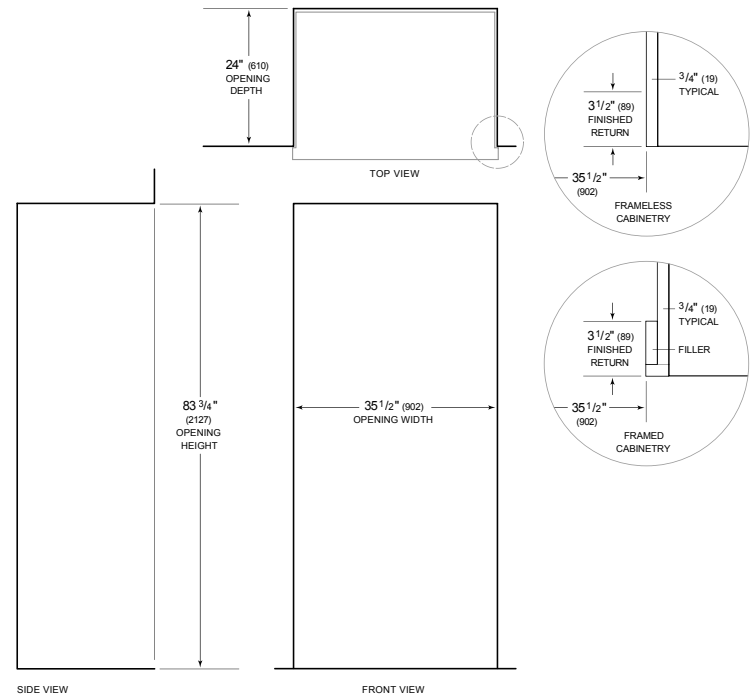 24" (610)
OPENING
DEPTH
TOP VIEW
3/4" (19)
TYPICAL
3 1/2" (89)
FINISHED
RETURN
35 1/2"
(902)
FRAMELESS
CABINETRY
3/4" (19)
TYPICAL
3 1/2" (89)
FINISHED
RETURN
FILLER
35 1/2"
(902)
FRAMED
CABINETRY
83 3/4"
(2127)
OPENING
HEIGHT
35 1/2" (902)
OPENING WIDTH
SIDE VIEW
FRONT VIEW